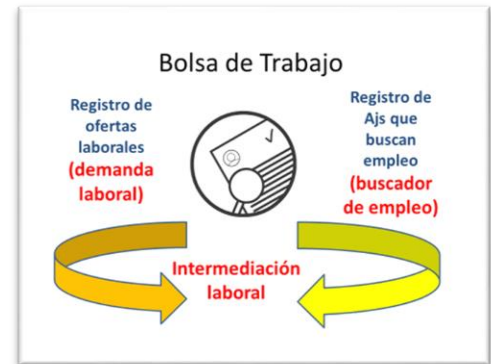 Bolsa de Trabajo
Registro de
ofertas
laborales
(demanda
laboral)
Registro de
Ajs que
buscan
empleo
(buscador
de empleo)
Intermediación
laboral